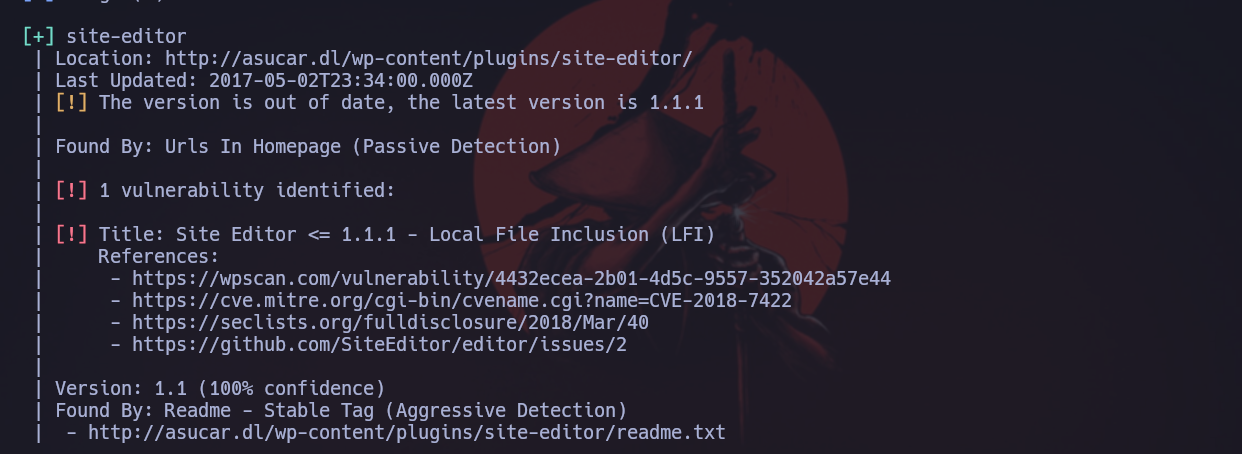 [+] site-editor
| Location: http://asucar.dl/wp-content/plugins/site-editor/
| Last Updated: 2017-05-02T23:34:00.000Z
| [!] The version is out of date, the latest version is 1.1.1
|
| Found By: Urls In Homepage (Passive Detection)
|
| [!] 1 vulnerability identified:
|
| [!] Title: Site Editor <= 1.1.1 - Local File Inclusion (LFI)
|     References:
|      - https://wpscan.com/vulnerability/4432ecea-2b01-4d5c-9557-352042a57e44
|      - https://cve.mitre.org/cgi-bin/cvename.cgi?name=CVE-2018-7422
|      - https://seclists.org/fulldisclosure/2018/Mar/40
|      - https://github.com/SiteEditor/editor/issues/2
|
| Version: 1.1 (100% confidence)
| Found By: Readme - Stable Tag (Aggressive Detection)
|  - http://asucar.dl/wp-content/plugins/site-editor/readme.txt